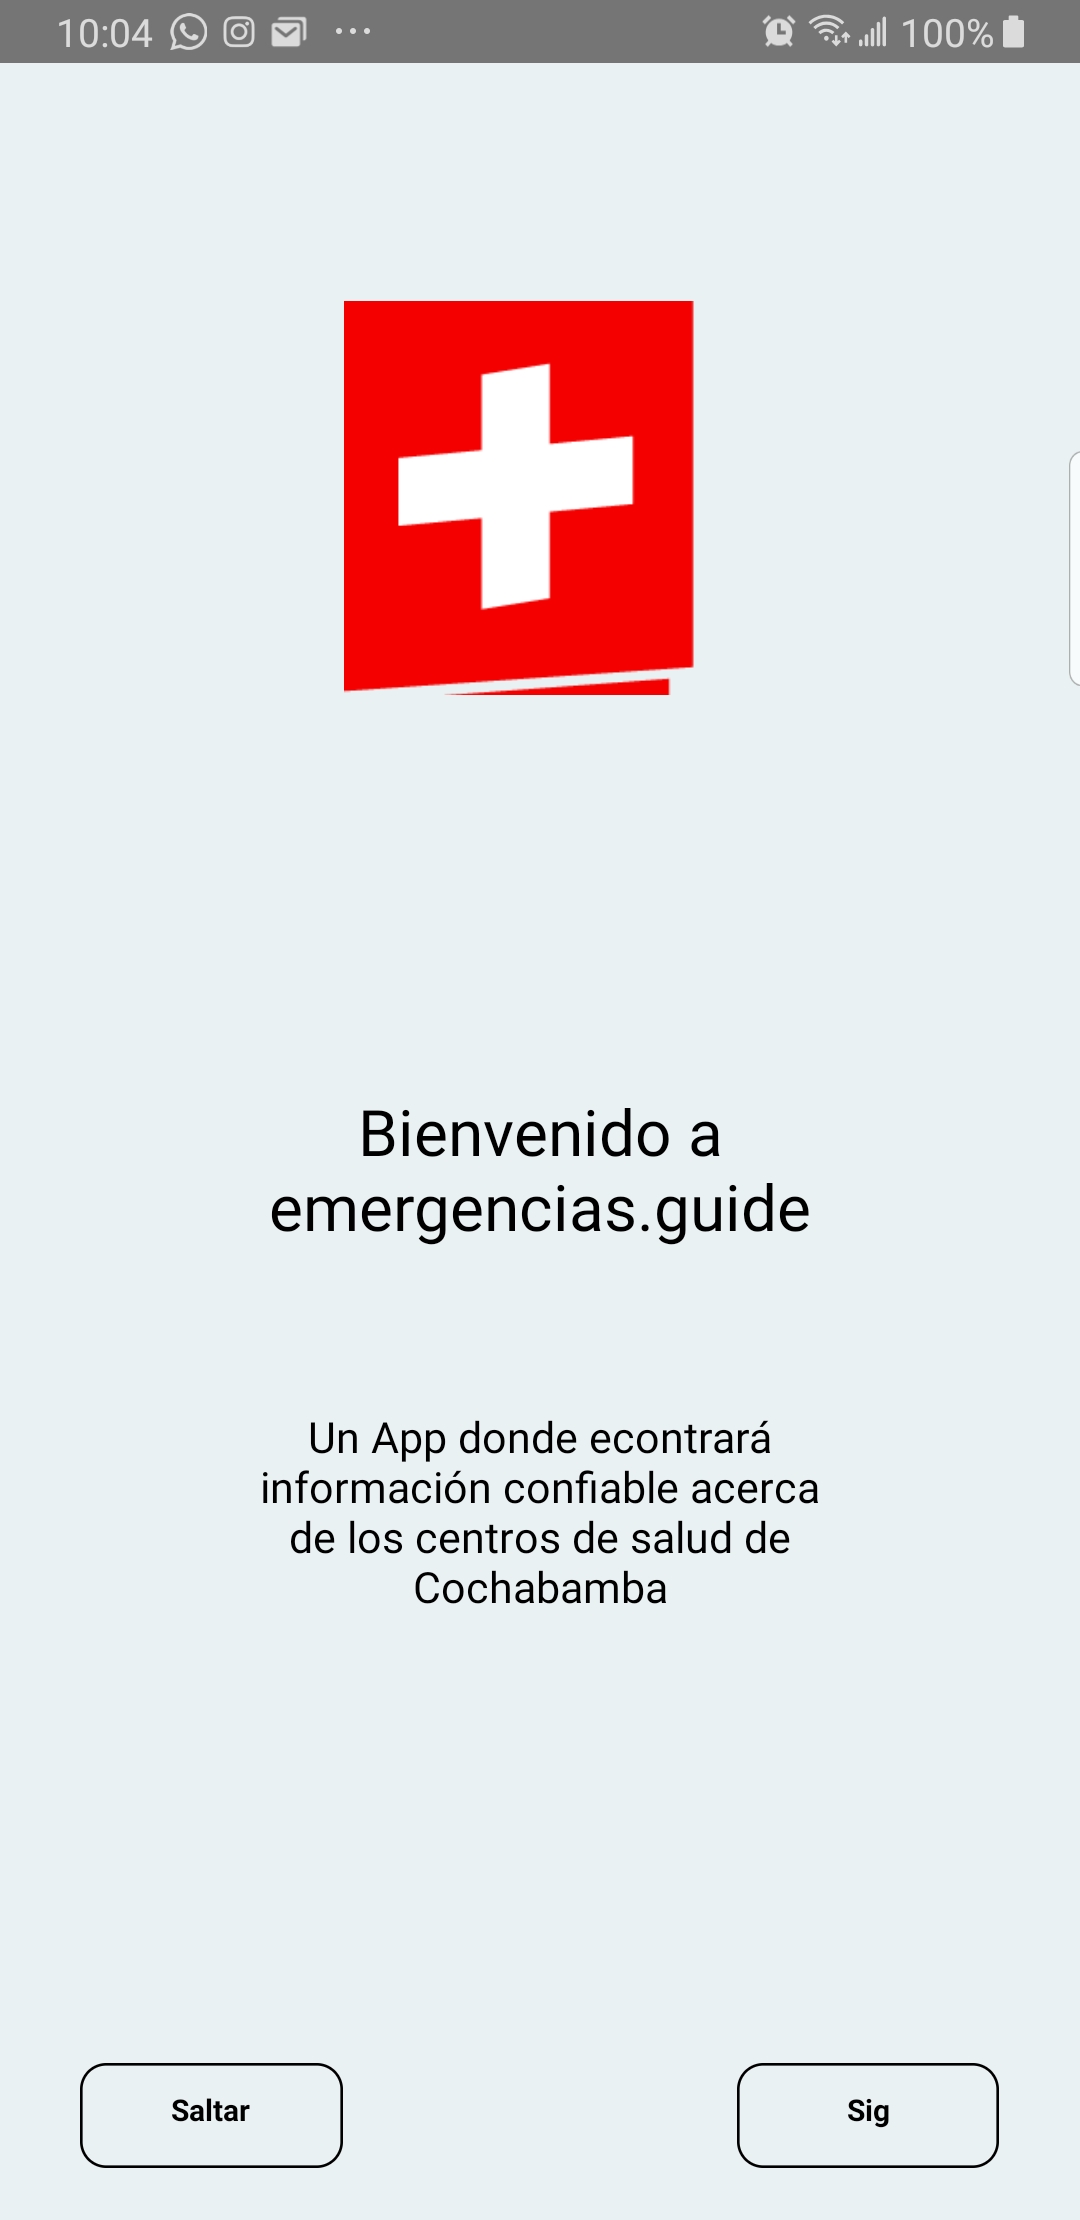 10:04 100%
Bienvenido a
emergencias.guide
Un App donde econtrará
información confiable acerca
de los centros de salud de
Cochabamba
Saltar Sig